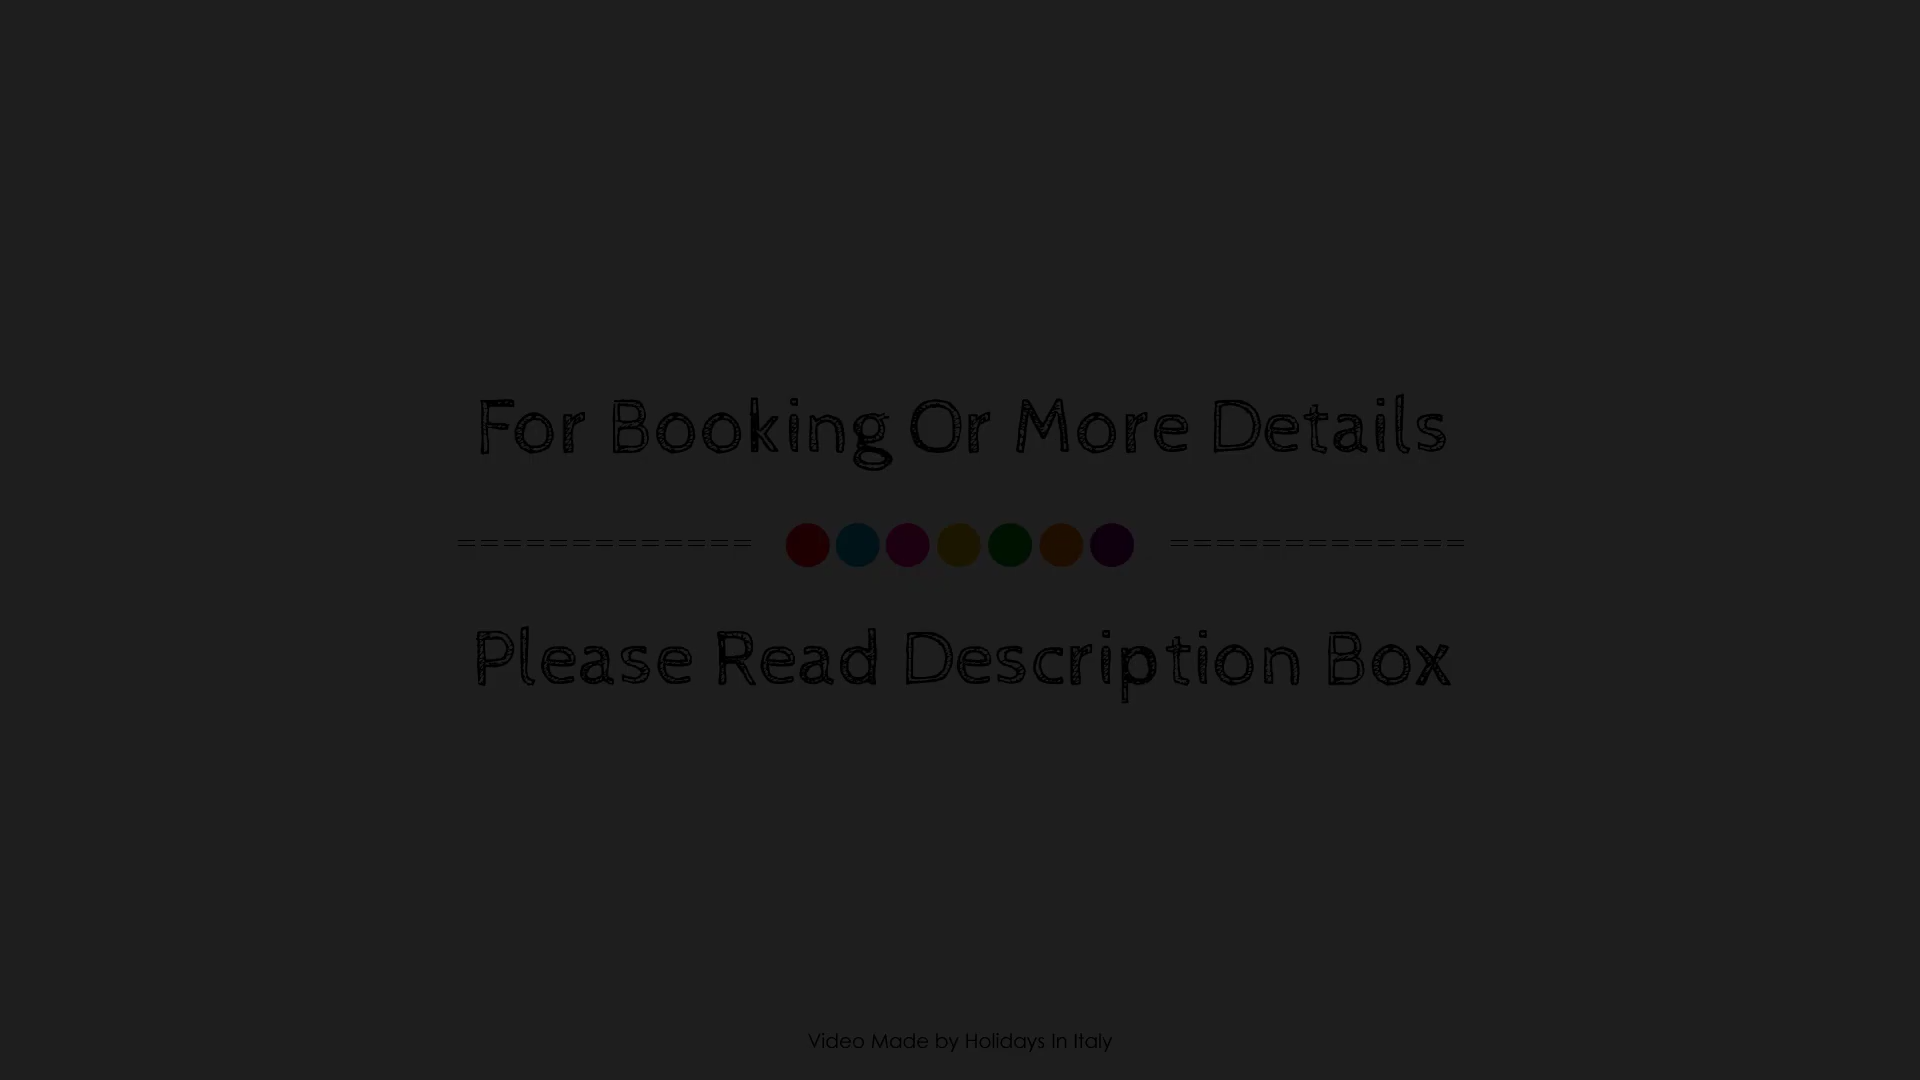 For Booking Or More Details
============= =============
Please Read Description Box
Video Made by Holidays In Italy